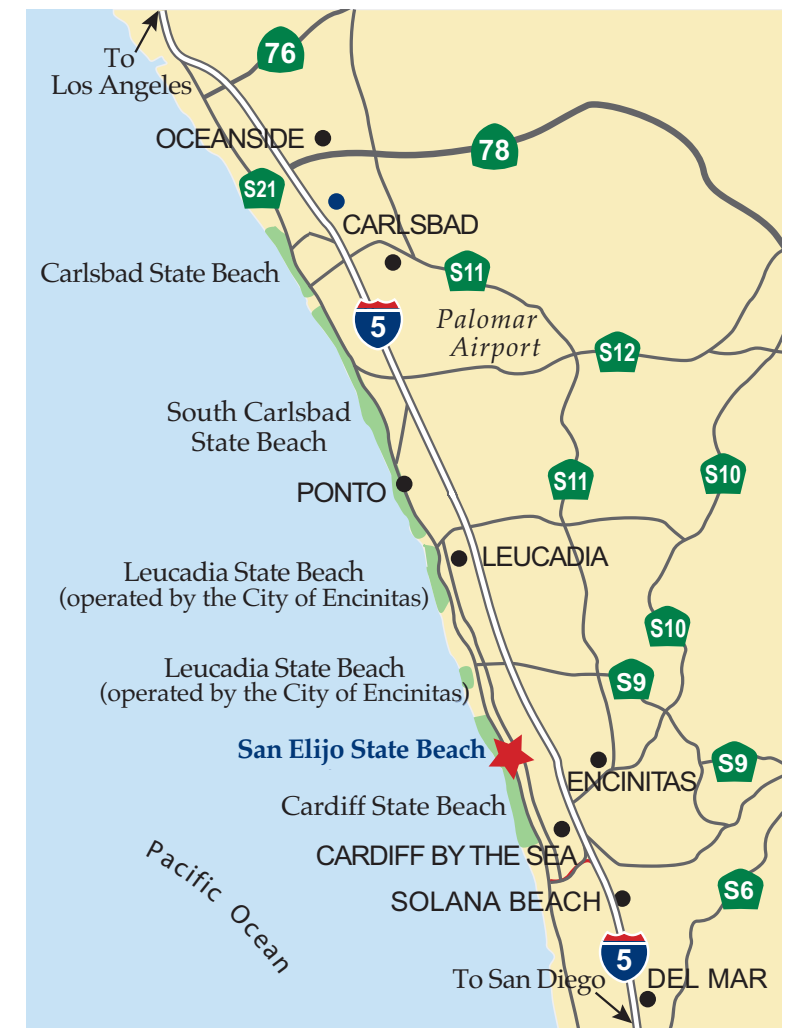 To
Los Angeles
76
OCEANSIDE
78
S21
CARLSBAD
Carlsbad State Beach
S11
5
Palomar
Airport
S12
South Carlsbad
State Beach
PONTO
S11
S10
LEUCADIA
Leucadia State Beach
(operated by the City of Encinitas)
S10
Leucadia State Beach
(operated by the City of Encinitas)
S9
San Elijo State Beach
ENCINITAS
S9
Cardiff State Beach
CARDIFF BY THE SEA
Pacific Ocean
SOLANA BEACH
S6
5
To San Diego
DEL MAR